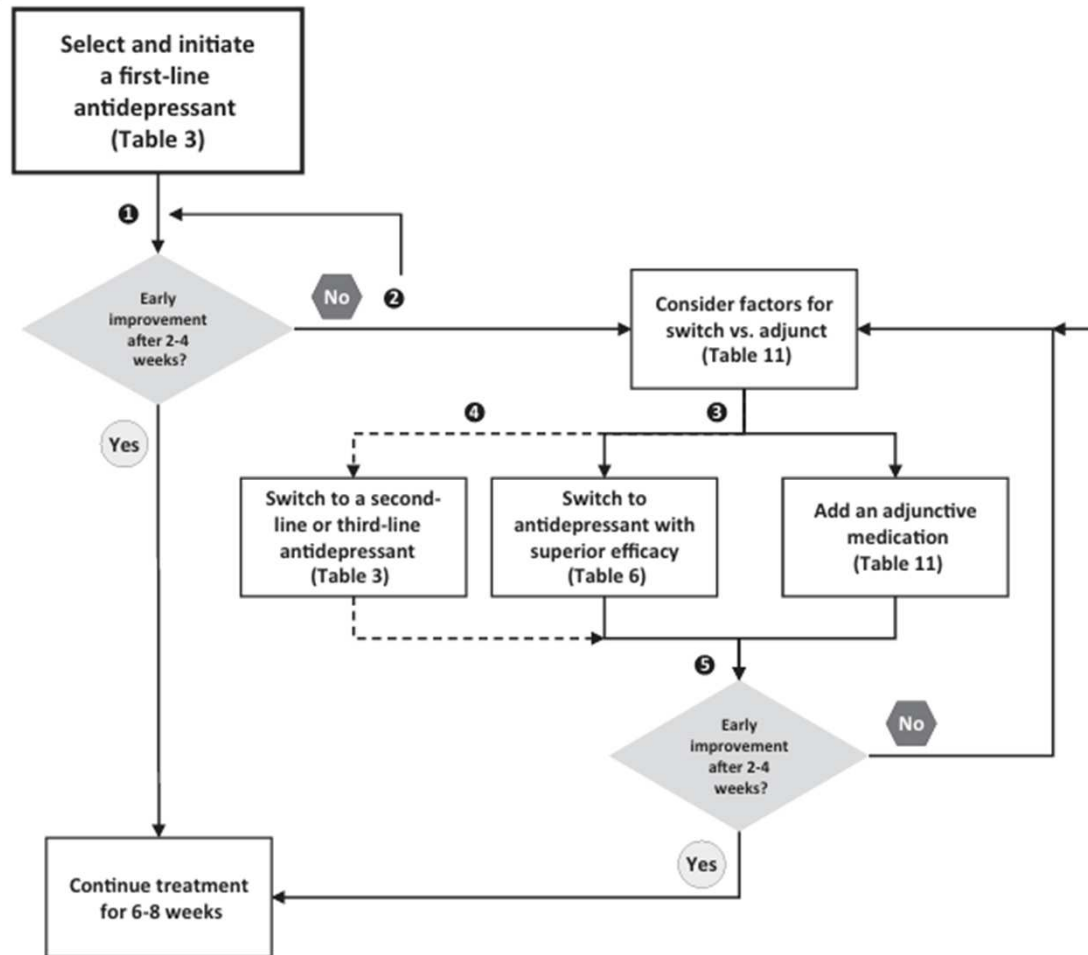 Select and initiate
a first-line
antidepressant
(Table 3)
❶
Early
improvement
after 2-4
weeks?
No
❷
Consider factors for
switch vs. adjunct
(Table 11)
Yes
❹
❸
Switch to a second-
line or third-line
antidepressant
(Table 3)
Switch to
antidepressant with
superior efficacy
(Table 6)
Add an adjunctive
medication
(Table 11)
❺
Early
improvement
after 2-4
weeks?
No
Yes
Continue treatment
for 6-8 weeks